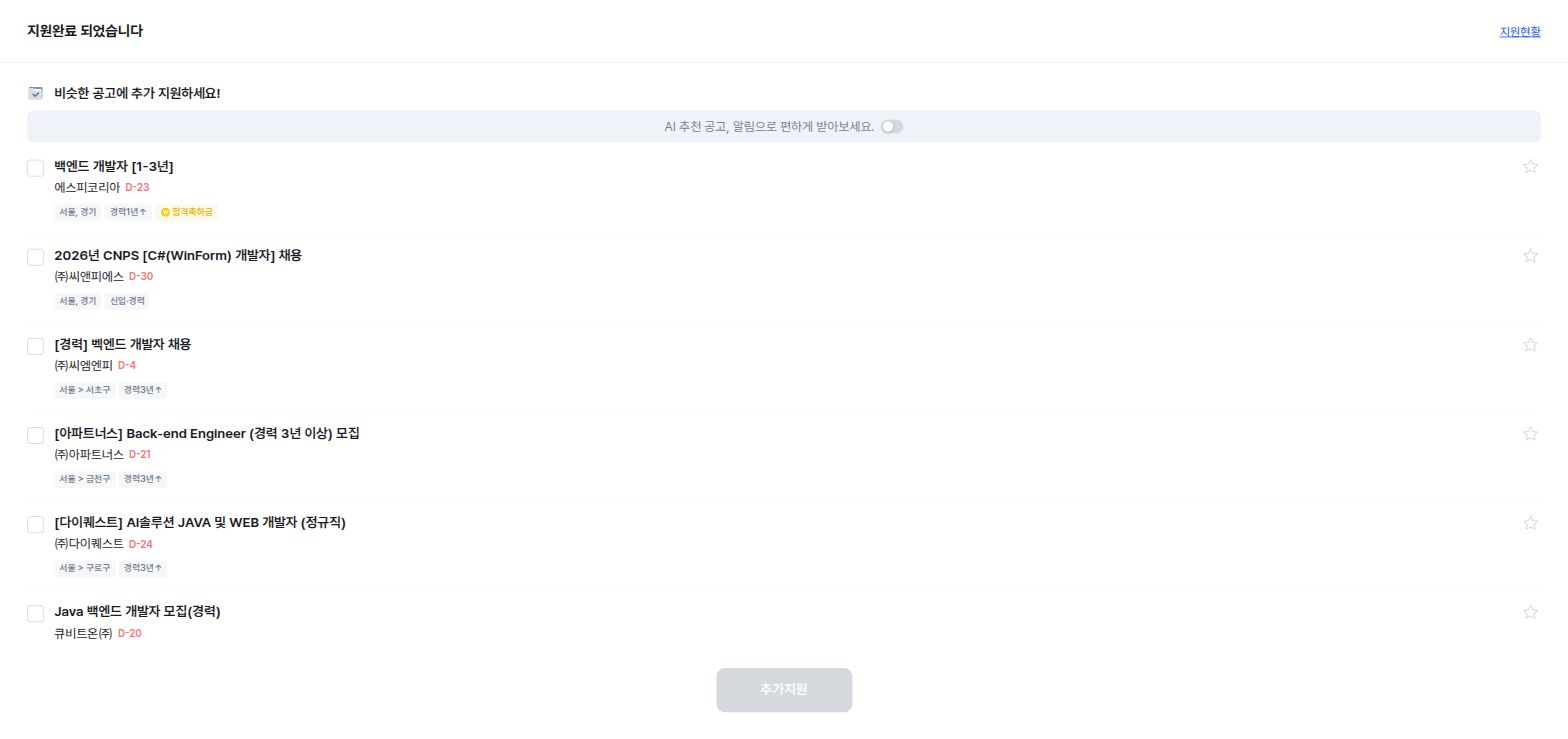 지원완료 되었습니다
지원현황
비슷한 공고에 추가 지원하세요!
AI 추천 공고, 알림으로 편하게 받아보세요.
백엔드 개발자 [1-3년]
에스피코리아 D-23
서울, 경기 경력1년↑ 합격축하금
2026년 CNPS [C#(WinForm) 개발자] 채용
㈜씨앤피에스 D-30
서울, 경기 신입·경력
[경력] 벡엔드 개발자 채용
㈜씨엠엔피 D-4
서울 > 서초구 경력3년↑
[아파트너스] Back-end Engineer (경력 3년 이상) 모집
㈜아파트너스 D-21
서울 > 금천구 경력3년↑
[다이퀘스트] AI솔루션 JAVA 및 WEB 개발자 (정규직)
㈜다이퀘스트 D-24
서울 > 구로구 경력3년↑
Java 백엔드 개발자 모집(경력)
큐비트온㈜ D-20
추가지원